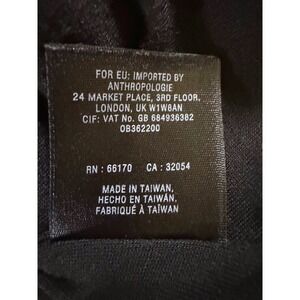 FOR EU: IMPORTED BY
ANTHROPOLOGIE
24 MARKET PLACE, 3RD FLOOR,
LONDON, UK W1W8AN
CIF: VAT No. GB 684936382
OB362200
RN : 66170 CA : 32054
MADE IN TAIWAN,
HECHO EN TAIWÁN,
FABRIQUÉ À TAÏWAN